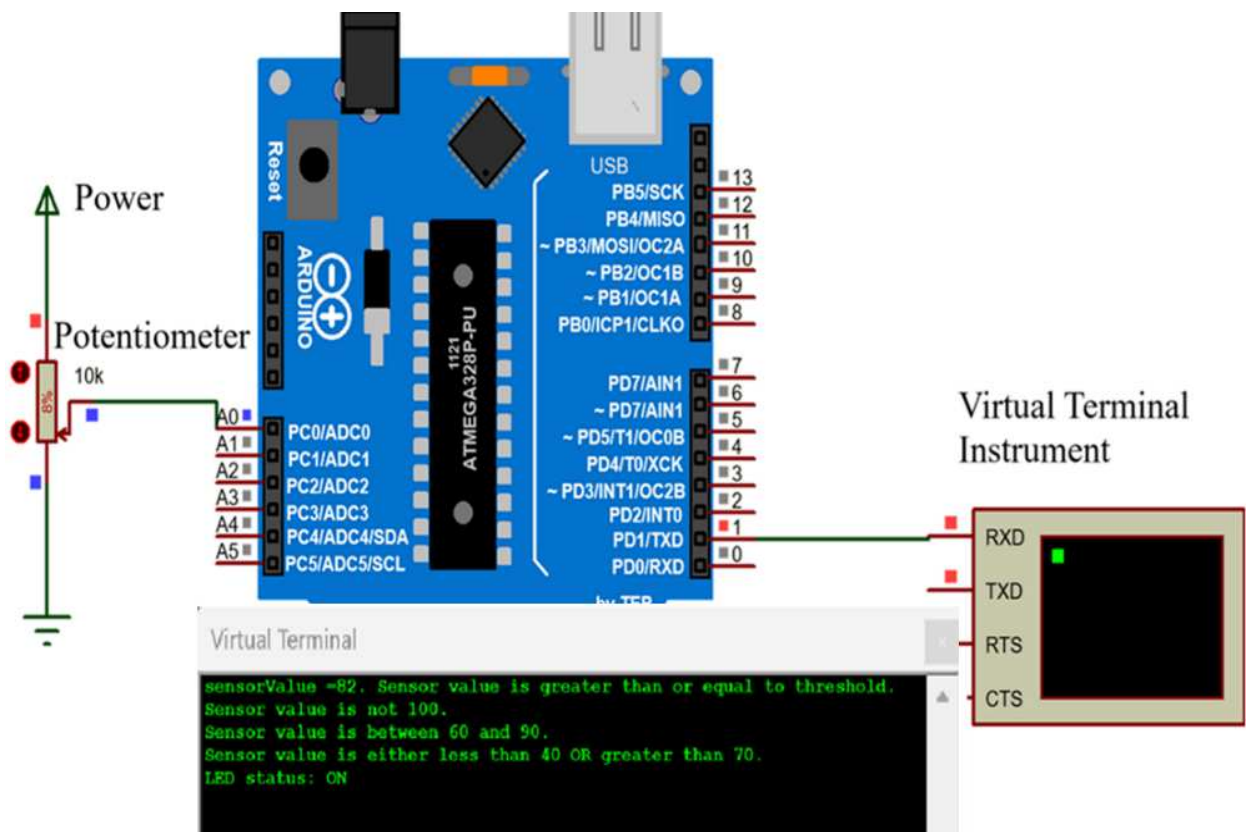 Power
Potentiometer
10k
8%
Reset
ARDUINO
1121
ATMEGA328P-PU
USB
A0
A1
A2
A3
A4
A5
PC0/ADC0
PC1/ADC1
PC2/ADC2
PC3/ADC3
PC4/ADC4/SDA
PC5/ADC5/SCL
PB5/SCK
PB4/MISO
~ PB3/MOSI/OC2A
~ PB2/OC1B
~ PB1/OC1A
PB0/ICP1/CLKO
13
12
11
10
9
8
PD7/AIN1
~ PD7/AIN1
~ PD5/T1/OC0B
PD4/T0/XCK
~ PD3/INT1/OC2B
PD2/INT0
PD1/TXD
PD0/RXD
7
6
5
4
3
2
1
0
Virtual Terminal
Instrument
RXD
TXD
RTS
CTS
Virtual Terminal
sensorValue =82. Sensor value is greater than or equal to threshold.
Sensor value is not 100.
Sensor value is between 60 and 90.
Sensor value is either less than 40 OR greater than 70.
LED status: ON